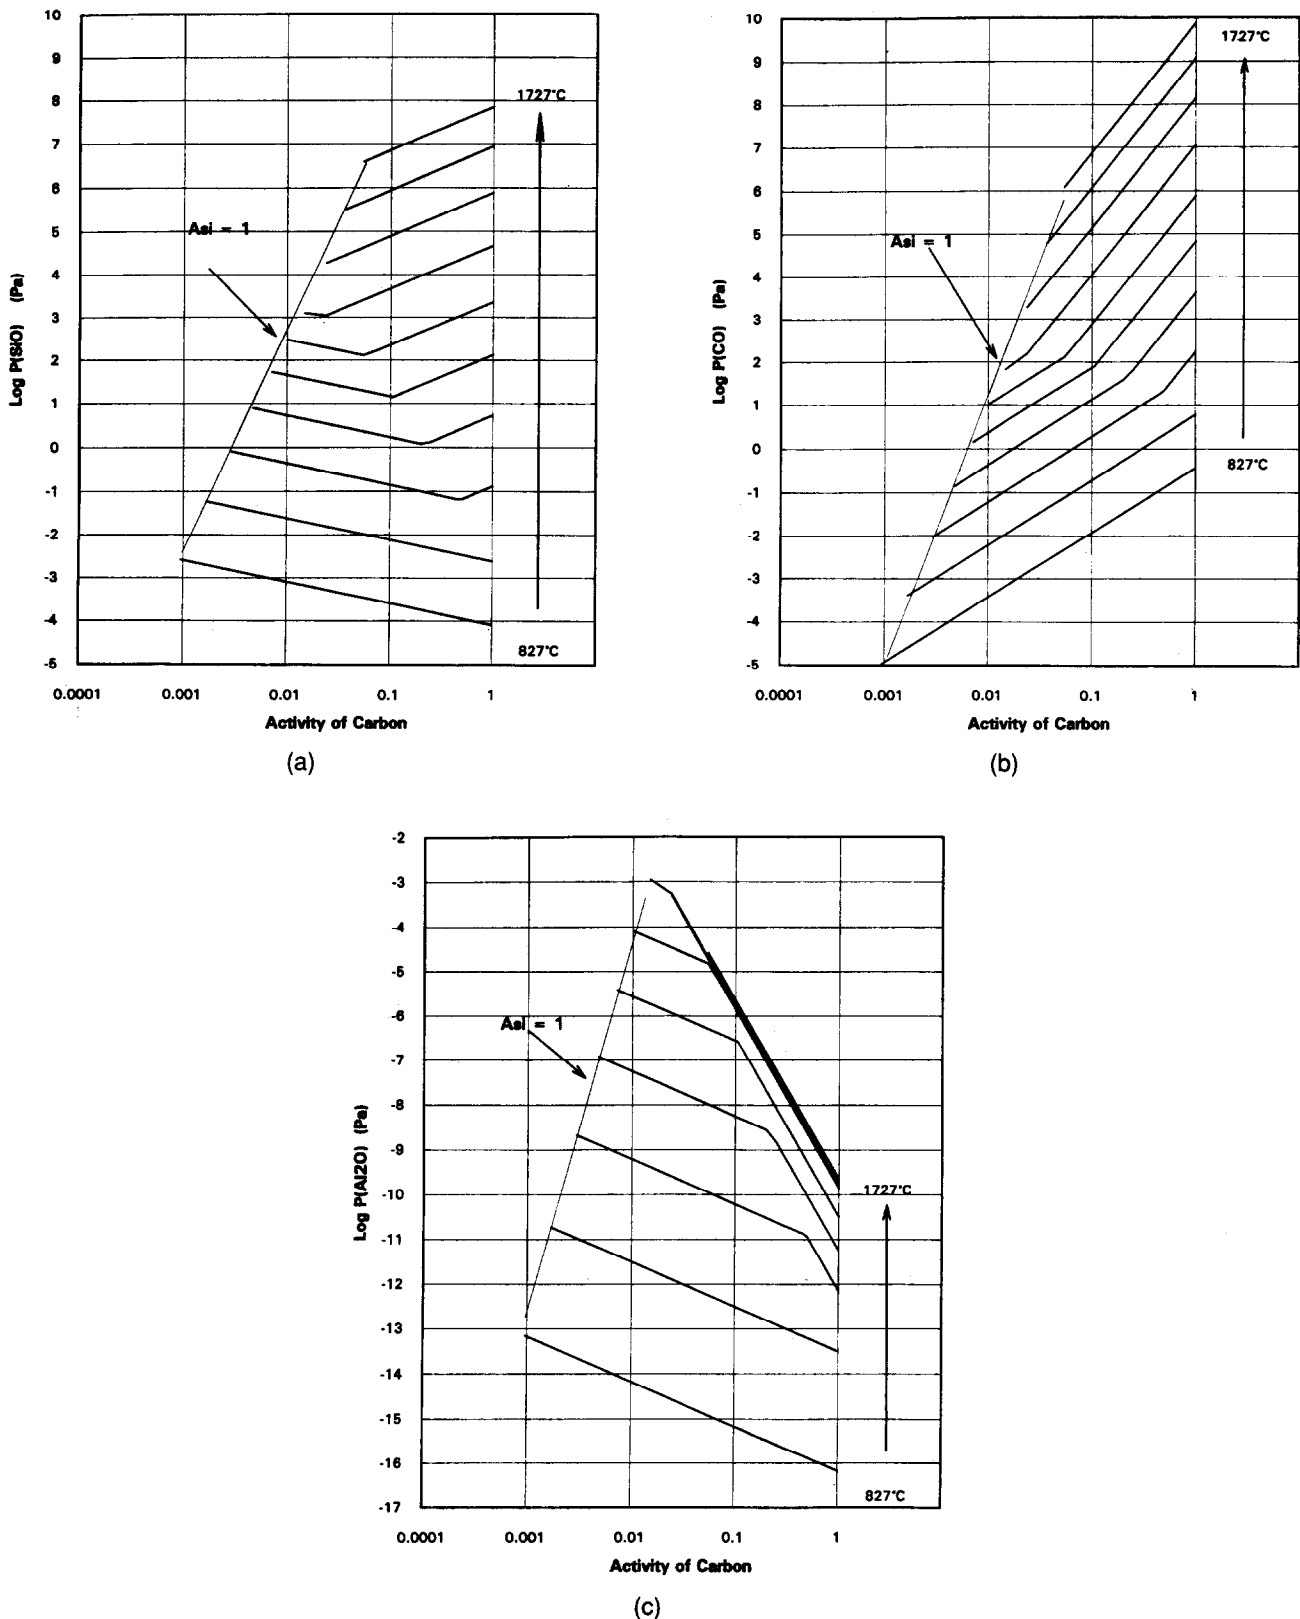 10
9
8
7
6
5
4
3
2
1
0
-1
-2
-3
-4
-5
Log P(SiO) (Pa)
1727°C
Asi = 1
827°C
0.0001 0.001 0.01 0.1 1
Activity of Carbon
(a)
10
9
8
7
6
5
4
3
2
1
0
-1
-2
-3
-4
-5
Log P(CO) (Pa)
1727°C
Asi = 1
827°C
0.0001 0.001 0.01 0.1 1
Activity of Carbon
(b)
-2
-3
-4
-5
-6
-7
-8
-9
-10
-11
-12
-13
-14
-15
-16
-17
Log P(Al2O) (Pa)
Asi = 1
1727°C
827°C
0.0001 0.001 0.01 0.1 1
Activity of Carbon
(c)